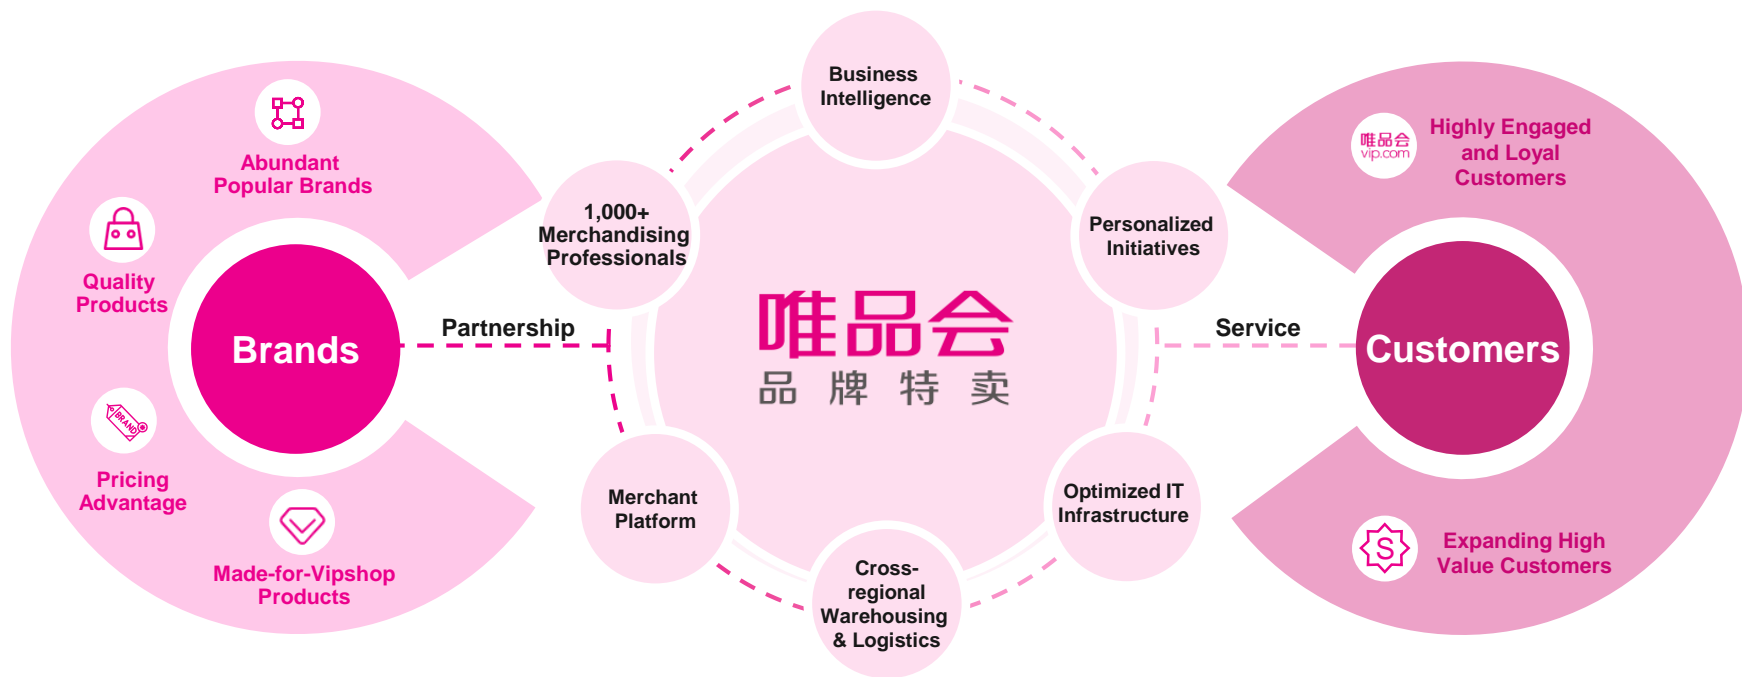 Abundant
Popular Brands
Quality
Products
BRAND
Pricing
Advantage
Made-for-Vipshop
Products
Brands
Partnership
Business
Intelligence
1,000+
Merchandising
Professionals
Personalized
Initiatives
唯品会
品牌特卖
Merchant
Platform
Optimized IT
Infrastructure
Cross-
regional
Warehousing
& Logistics
Service
Customers
唯品会
vip.com
Highly Engaged
and Loyal
Customers
S
Expanding High
Value Customers